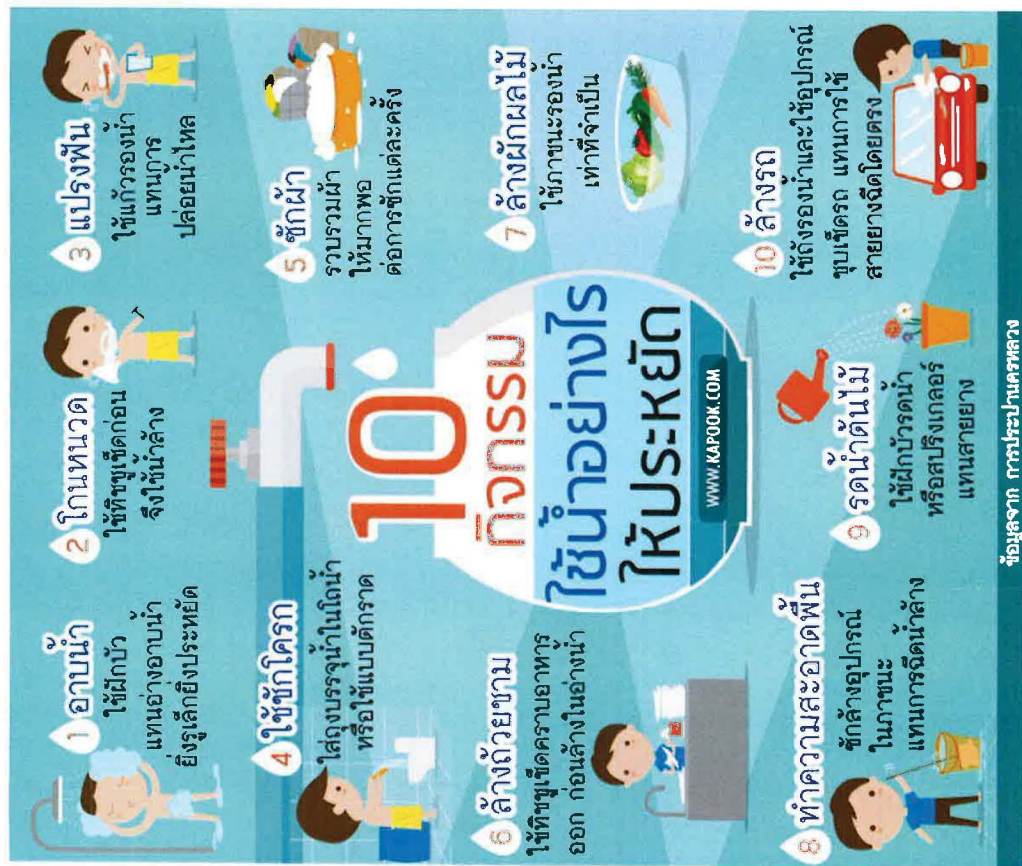 10
กิจกรรม
ใช้น้ำอย่างไร
ให้ประหยัด
WWW.KAPOOK.COM
1 อาบน้ำ
ใช้ฝักบัว
แทนอ่างอาบน้ำ
ยิ่งรูเล็กยิ่งประหยัด
2 โกนหนวด
ใช้ทิชชูเช็ดก่อน
จึงใช้น้ำล้าง
3 แปรงฟัน
ใช้แก้วรองน้ำ
แทนการ
ปล่อยน้ำไหล
4 ใช้ชักโครก
ใส่ถุงบรรจุน้ำในโถน้ำ
หรือใช้แบบตักราด
5 ซักผ้า
รวบรวมผ้า
ให้มากพอ
ต่อการซักแต่ละครั้ง
6 ล้างถ้วยชาม
ใช้ทิชชูเช็ดคราบอาหาร
ออก ก่อนล้างในอ่างน้ำ
7 ล้างผักผลไม้
ใช้ภาชนะรองน้ำ
เท่าที่จำเป็น
8 ทำความสะอาดพื้น
ซักล้างอุปกรณ์
ในภาชนะ
แทนการฉีดน้ำล้าง
9 รดน้ำต้นไม้
ใช้ฝักบัวรดน้ำ
หรือสปริงเกลอร์
แทนสายยาง
10 ล้างรถ
ใช้ถังรองน้ำและใช้อุปกรณ์
ชุบเช็ดรถ แทนการใช้
สายยางฉีดโดยตรง
ข้อมูลจาก การประปานครหลวง